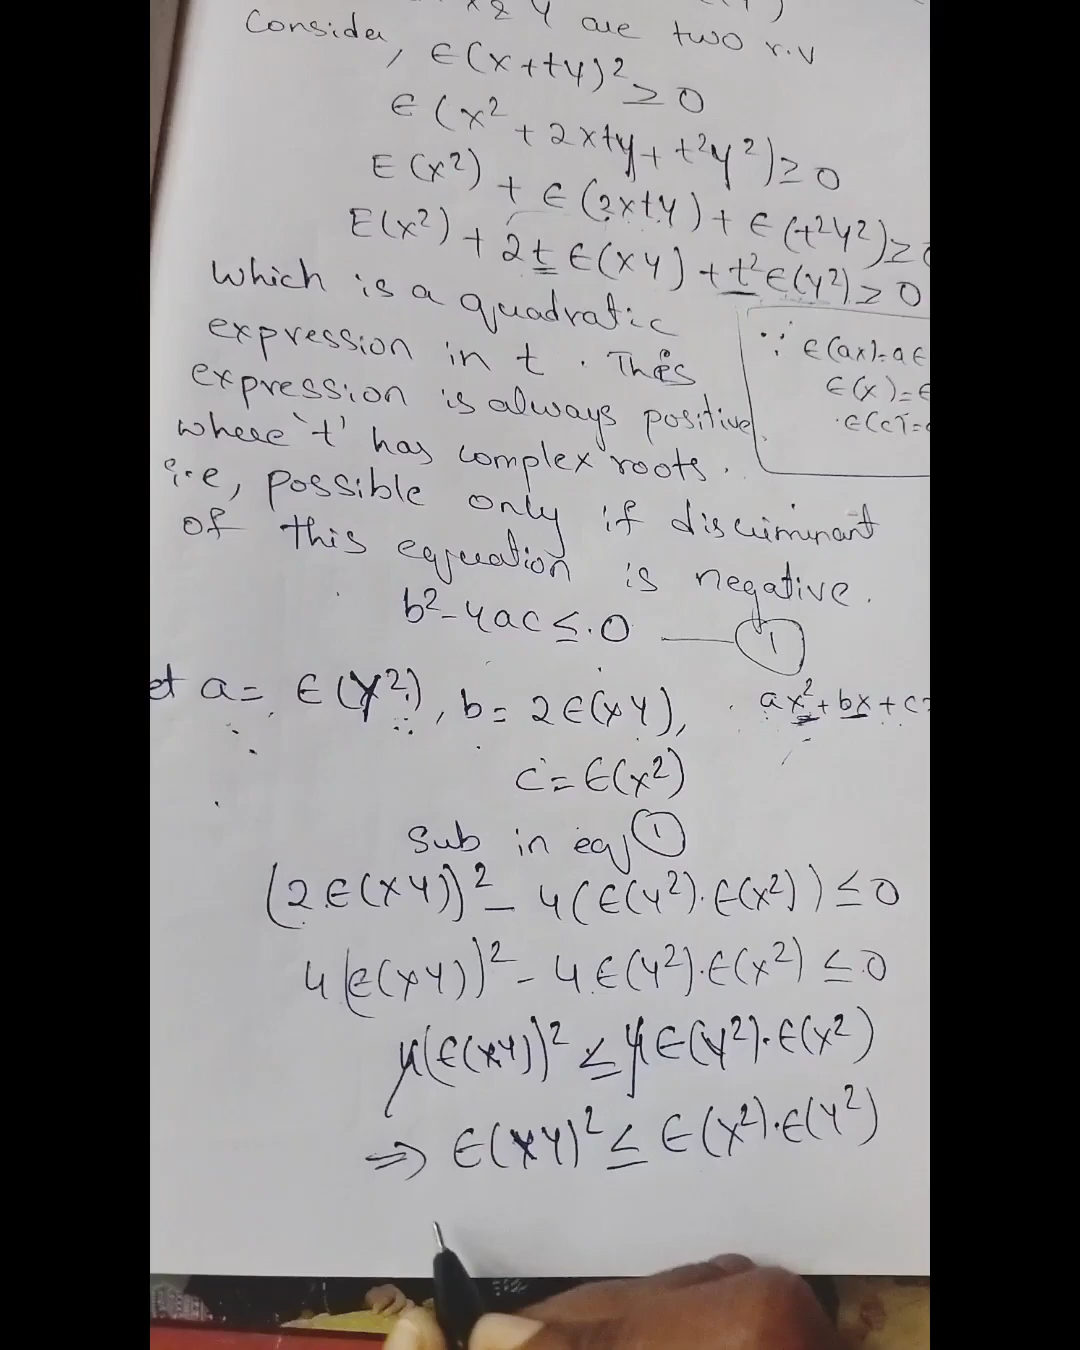 x & y are two r.v
Consider, E(x+ty)² ≥ 0
E(x² + 2xty + t²y²) ≥ 0
E(x²) + E(2xty) + E(t²y²) ≥ 0
E(x²) + 2tE(xy) + t²E(y²) ≥ 0
which is a quadratic
expression in t. This
expression is always positive,
where 't' has complex roots.
i.e, possible only if discriminant
of this equation is negative.
∵ E(ax)=aE
E(x)=E
E(c)=
b²-4ac ≤ 0 — ①
et a = E(y²), b = 2E(xy),
ax²+bx+c=
c = E(x²)
Sub in eq ①
(2E(xy))² - 4(E(y²).E(x²)) ≤ 0
4(E(xy))² - 4E(y²).E(x²) ≤ 0
4(E(xy))² ≤ 4E(y²).E(x²)
⇒ E(xy)² ≤ E(x²).E(y²)